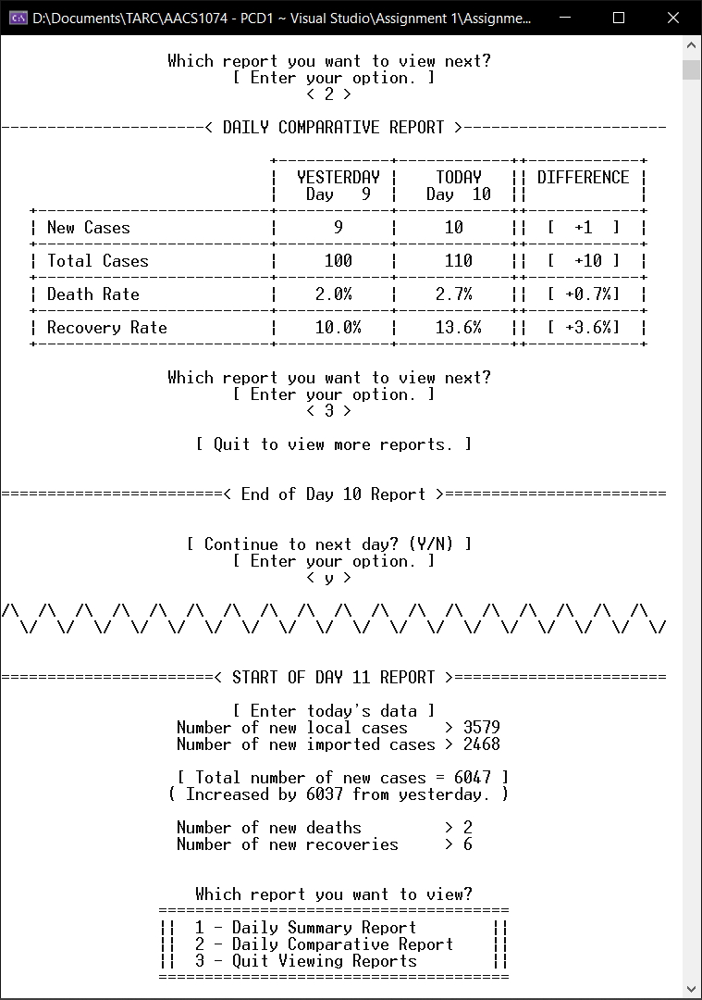 D:\Documents\TARC\AACS1074 - PCD1 ~ Visual Studio\Assignment 1\Assignme...
Which report you want to view next?
[ Enter your option. ]
< 2 >
----------------------< DAILY COMPARATIVE REPORT >----------------------
+------------+------------++------------+
¦  YESTERDAY ¦    TODAY   ¦¦ DIFFERENCE ¦
¦   Day   9  ¦   Day  10  ¦¦            ¦
+-------------------------+------------+------------++------------+
¦ New Cases               ¦      9     ¦     10     ¦¦  [  +1  ]  ¦
+-------------------------+------------+------------++------------+
¦ Total Cases             ¦     100    ¦     110    ¦¦  [  +10 ]  ¦
+-------------------------+------------+------------++------------+
¦ Death Rate              ¦    2.0%    ¦    2.7%    ¦¦  [ +0.7%]  ¦
+-------------------------+------------+------------++------------+
¦ Recovery Rate           ¦    10.0%   ¦    13.6%   ¦¦  [ +3.6%]  ¦
+-------------------------+------------+------------++------------+
Which report you want to view next?
[ Enter your option. ]
< 3 >
[ Quit to view more reports. ]
========================< End of Day 10 Report >========================
[ Continue to next day? (Y/N) ]
[ Enter your option. ]
< y >
/\  /\  /\  /\  /\  /\  /\  /\  /\  /\  /\  /\  /\  /\  /\  /\  /\  /\
  \/  \/  \/  \/  \/  \/  \/  \/  \/  \/  \/  \/  \/  \/  \/  \/  \/  \/
=======================< START OF DAY 11 REPORT >=======================
[ Enter today's data ]
Number of new local cases    > 3579
Number of new imported cases > 2468
[ Total number of new cases = 6047 ]
( Increased by 6037 from yesterday. )
Number of new deaths         > 2
Number of new recoveries     > 6
Which report you want to view?
======================================
¦¦  1 - Daily Summary Report        ¦¦
¦¦  2 - Daily Comparative Report    ¦¦
¦¦  3 - Quit Viewing Reports        ¦¦
======================================